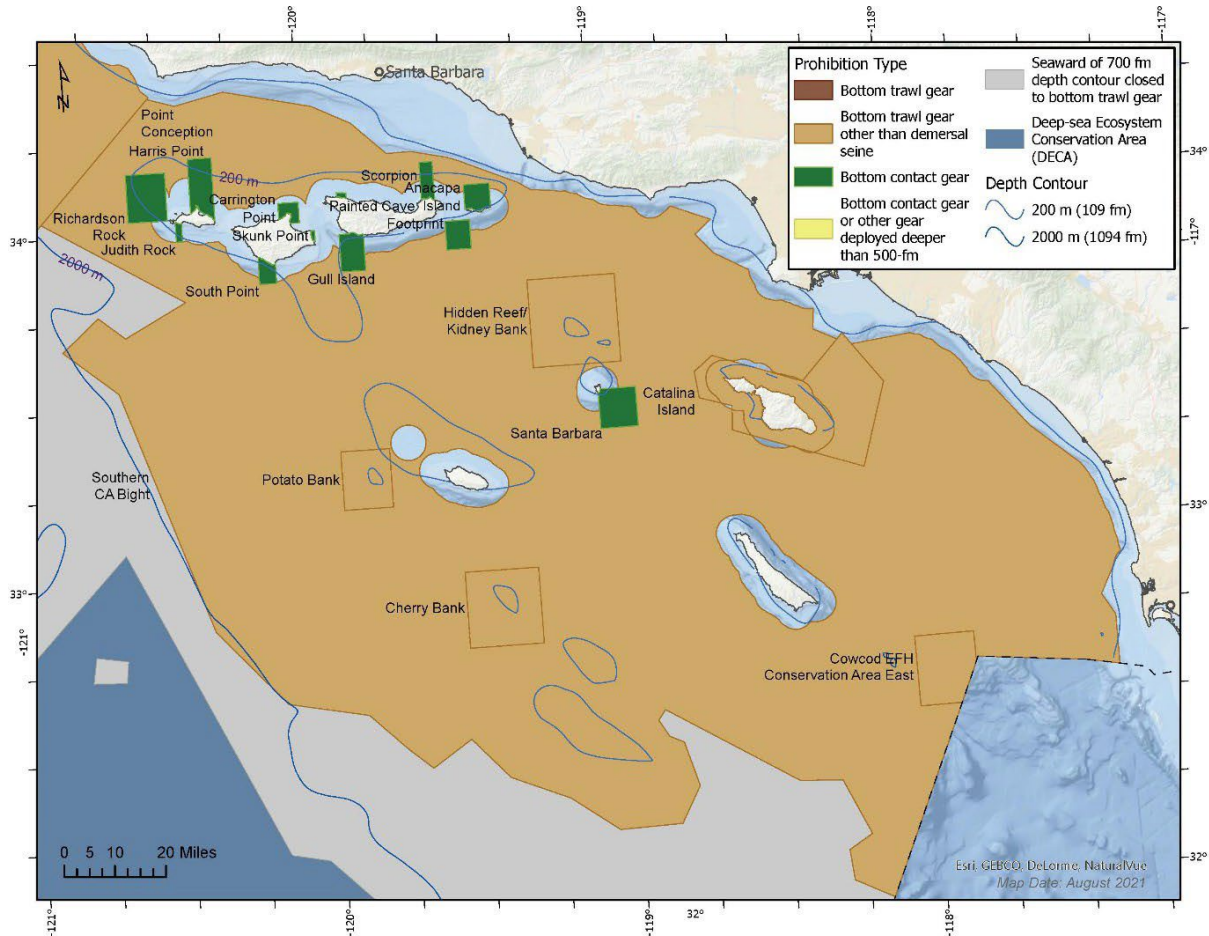 -120°
-119°
-118°
-117°
Santa Barbara
Point
Conception
Harris Point
200 m
Scorpion
Anacapa
Carrington
Point
Painted Cave
Island
Richardson
Rock
Skunk Point
Footprint
Judith Rock
34°
2000 m
South Point
Gull Island
Hidden Reef/
Kidney Bank
Catalina
Island
Santa Barbara
Southern
CA Bight
Potato Bank
Cherry Bank
Cowcod EFH
Conservation Area East
Prohibition Type
Bottom trawl gear
Bottom trawl gear
other than demersal
seine
Bottom contact gear
Bottom contact gear
or other gear
deployed deeper
than 500-fm
Seaward of 700 fm
depth contour closed
to bottom trawl gear
Deep-sea Ecosystem
Conservation Area
(DECA)
Depth Contour
200 m (109 fm)
2000 m (1094 fm)
34°
-117°
33°
33°
-121°
32°
0 5 10 20 Miles
Esri, GEBCO, DeLorme, NaturalVue
Map Date: August 2021
-121°
-120°
-119°
32°
-118°
N